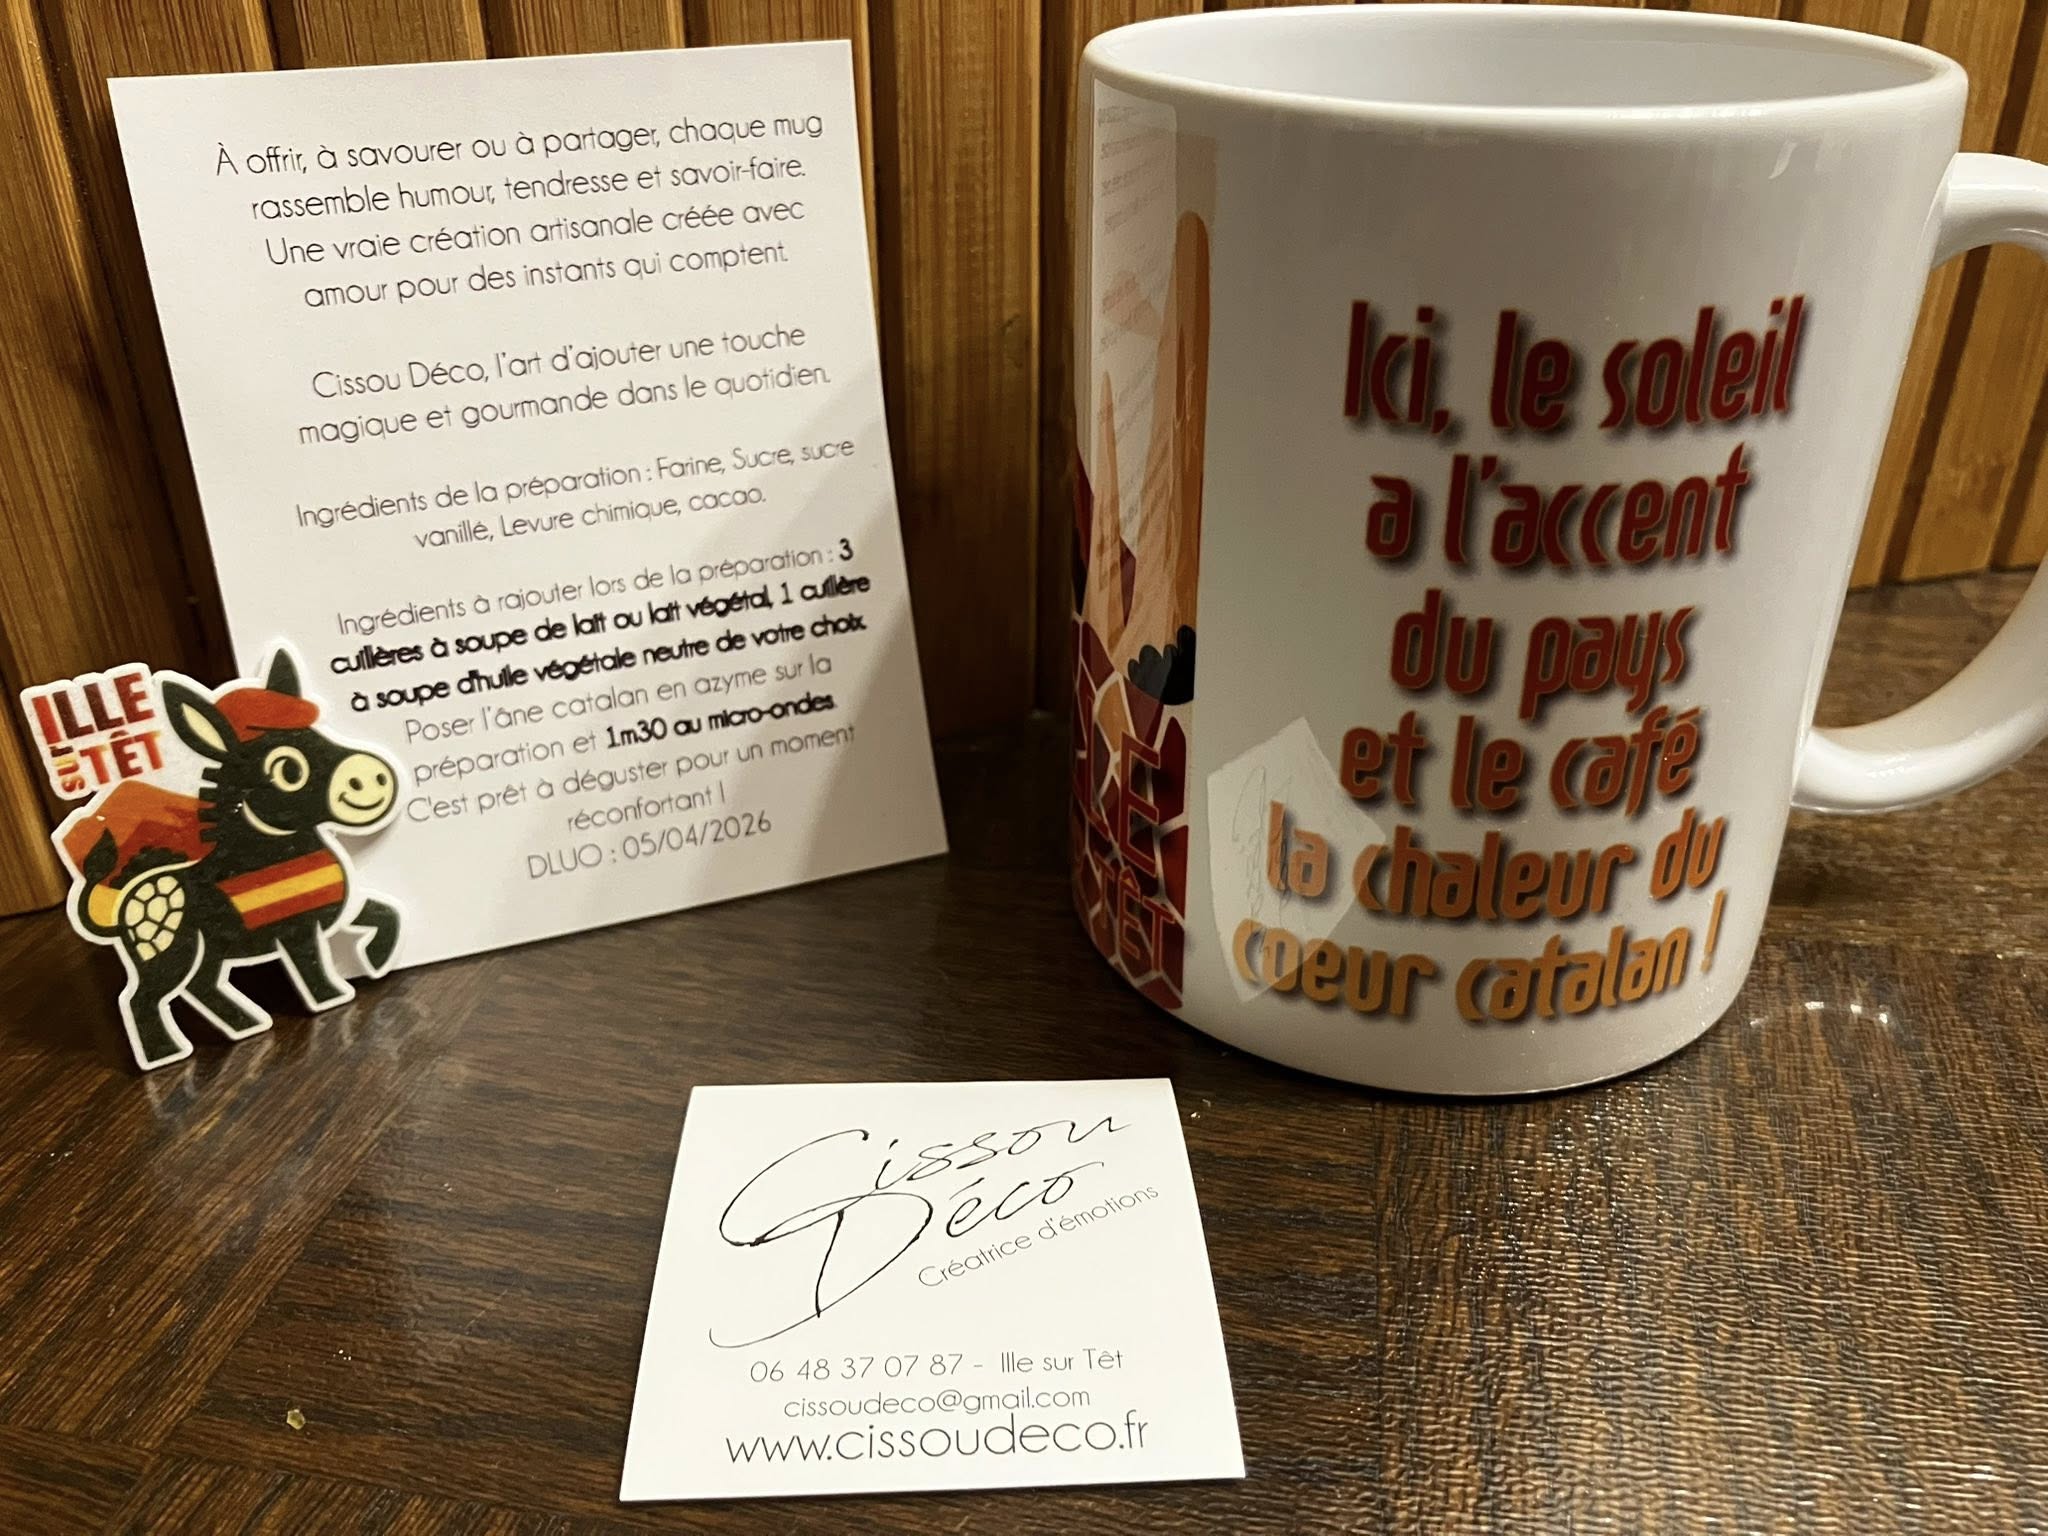 À offrir, à savourer ou à partager, chaque mug
rassemble humour, tendresse et savoir-faire.
Une vraie création artisanale créée avec
amour pour des instants qui comptent.
Cissou Déco, l'art d'ajouter une touche
magique et gourmande dans le quotidien.
Ingrédients de la préparation : Farine, Sucre, sucre
vanillé, Levure chimique, cacao.
Ingrédients à rajouter lors de la préparation : 3
cuillères à soupe de lait ou lait végétal, 1 cuillère
à soupe d'huile végétale neutre de votre choix.
Poser l'âne catalan en azyme sur la
préparation et 1m30 au micro-ondes.
C'est prêt à déguster pour un moment
réconfortant !
DLUO : 05/04/2026
ILLE
sur TÊT
Ici, le soleil
a l'accent
du pays
et le café
la chaleur du
coeur catalan !
Cissou
Déco
Créatrice d'émotions
06 48 37 07 87 - Ille sur Têt
cissoudeco@gmail.com
www.cissoudeco.fr